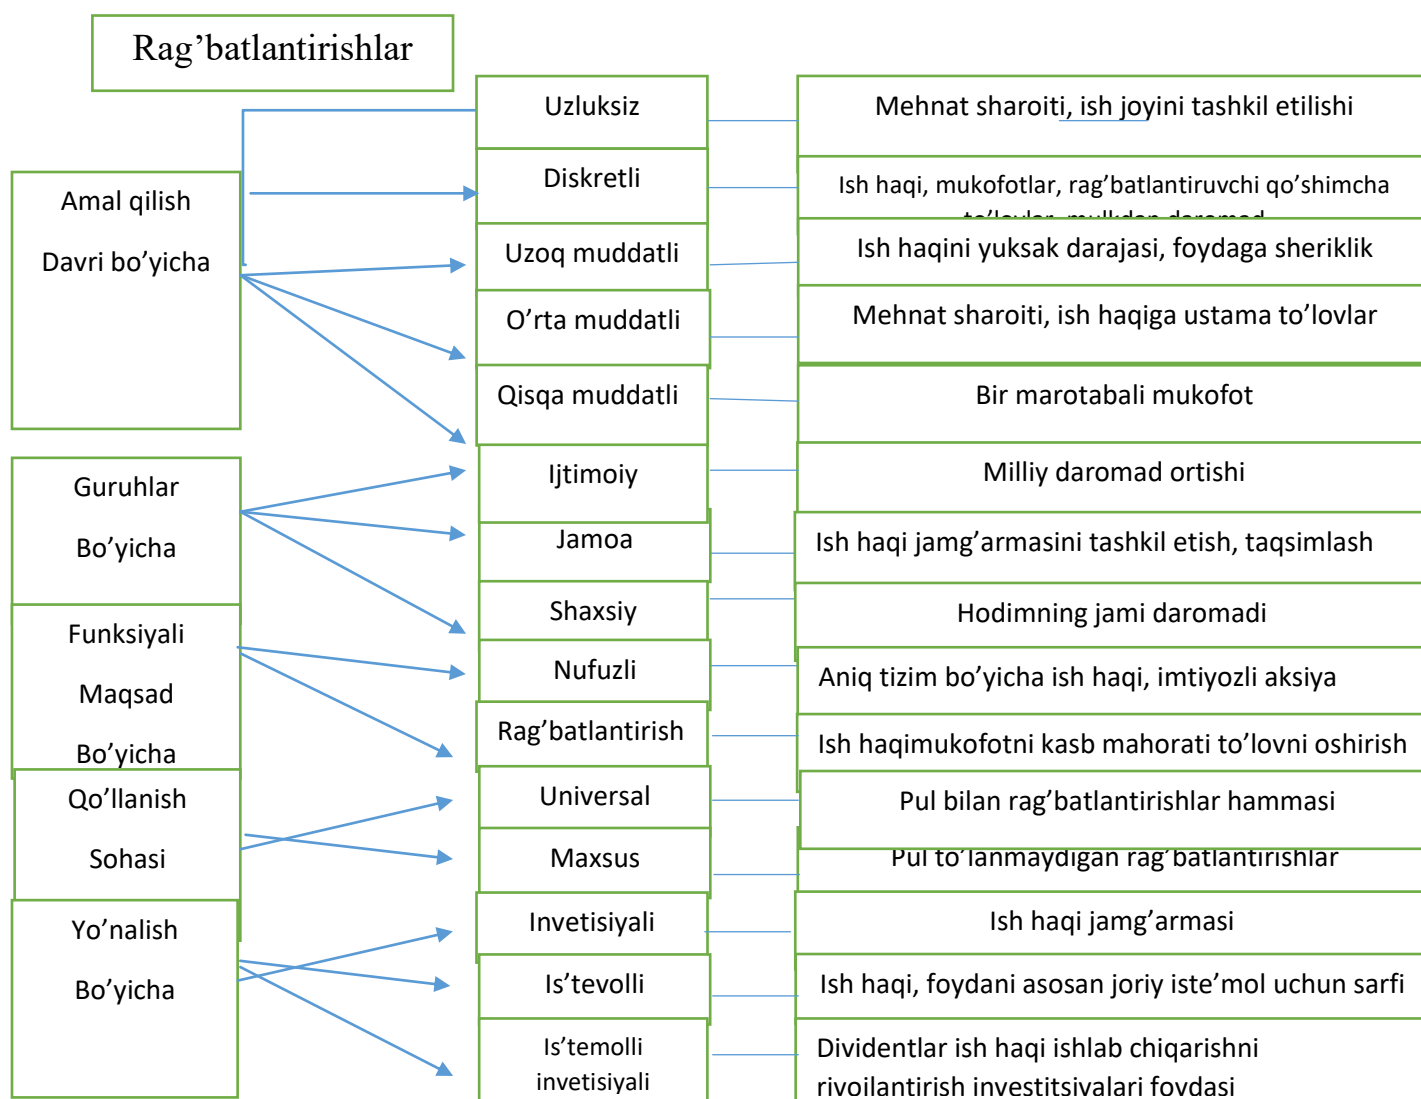 Rag’batlantirishlar
Amal qilish
Davri bo’yicha
Uzluksiz
Mehnat sharoiti, ish joyini tashkil etilishi
Diskretli
Ish haqi, mukofotlar, rag’batlantiruvchi qo’shimcha
to’lovlar, mulkdan daromad
Uzoq muddatli
Ish haqini yuksak darajasi, foydaga sheriklik
O’rta muddatli
Mehnat sharoiti, ish haqiga ustama to’lovlar
Qisqa muddatli
Bir marotabali mukofot
Guruhlar
Bo’yicha
Ijtimoiy
Milliy daromad ortishi
Jamoa
Ish haqi jamg’armasini tashkil etish, taqsimlash
Shaxsiy
Hodimning jami daromadi
Funksiyali
Maqsad
Bo’yicha
Nufuzli
Aniq tizim bo’yicha ish haqi, imtiyozli aksiya
Rag’batlantirish
Ish haqimukofotni kasb mahorati to’lovni oshirish
Qo’llanish
Sohasi
Universal
Pul bilan rag’batlantirishlar hammasi
Maxsus
Pul to’lanmaydigan rag’batlantirishlar
Yo’nalish
Bo’yicha
Invetisiyali
Ish haqi jamg’armasi
Is’tevolli
Ish haqi, foydani asosan joriy iste’mol uchun sarfi
Is’temolli
invetisiyali
Dividentlar ish haqi ishlab chiqarishni
rivojlantirish investitsiyalari foydasi